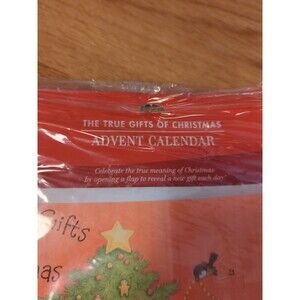 THE TRUE GIFTS OF CHRISTMAS
ADVENT CALENDAR
Celebrate the true meaning of Christmas
by opening a flap to reveal a new gift each day
Gifts
mas
21